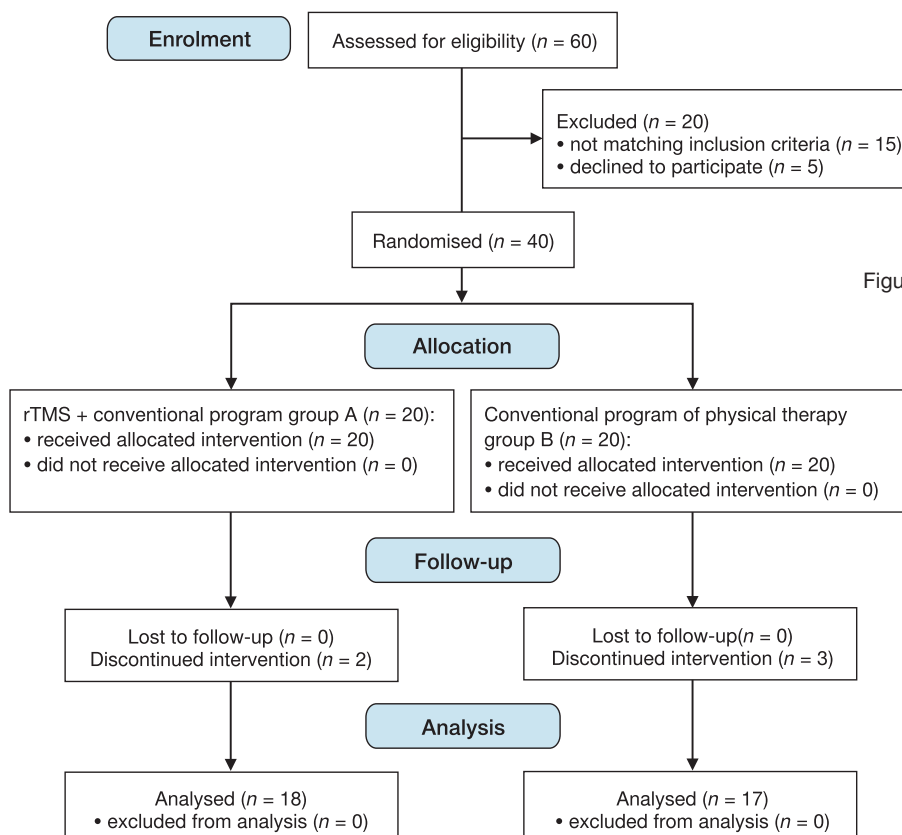 Enrolment
Assessed for eligibility (n = 60)
Excluded (n = 20)
• not matching inclusion criteria (n = 15)
• declined to participate (n = 5)
Randomised (n = 40)
Figu
Allocation
rTMS + conventional program group A (n = 20):
• received allocated intervention (n = 20)
• did not receive allocated intervention (n = 0)
Conventional program of physical therapy
group B (n = 20):
• received allocated intervention (n = 20)
• did not receive allocated intervention (n = 0)
Follow-up
Lost to follow-up (n = 0)
Discontinued intervention (n = 2)
Lost to follow-up(n = 0)
Discontinued intervention (n = 3)
Analysis
Analysed (n = 18)
• excluded from analysis (n = 0)
Analysed (n = 17)
• excluded from analysis (n = 0)